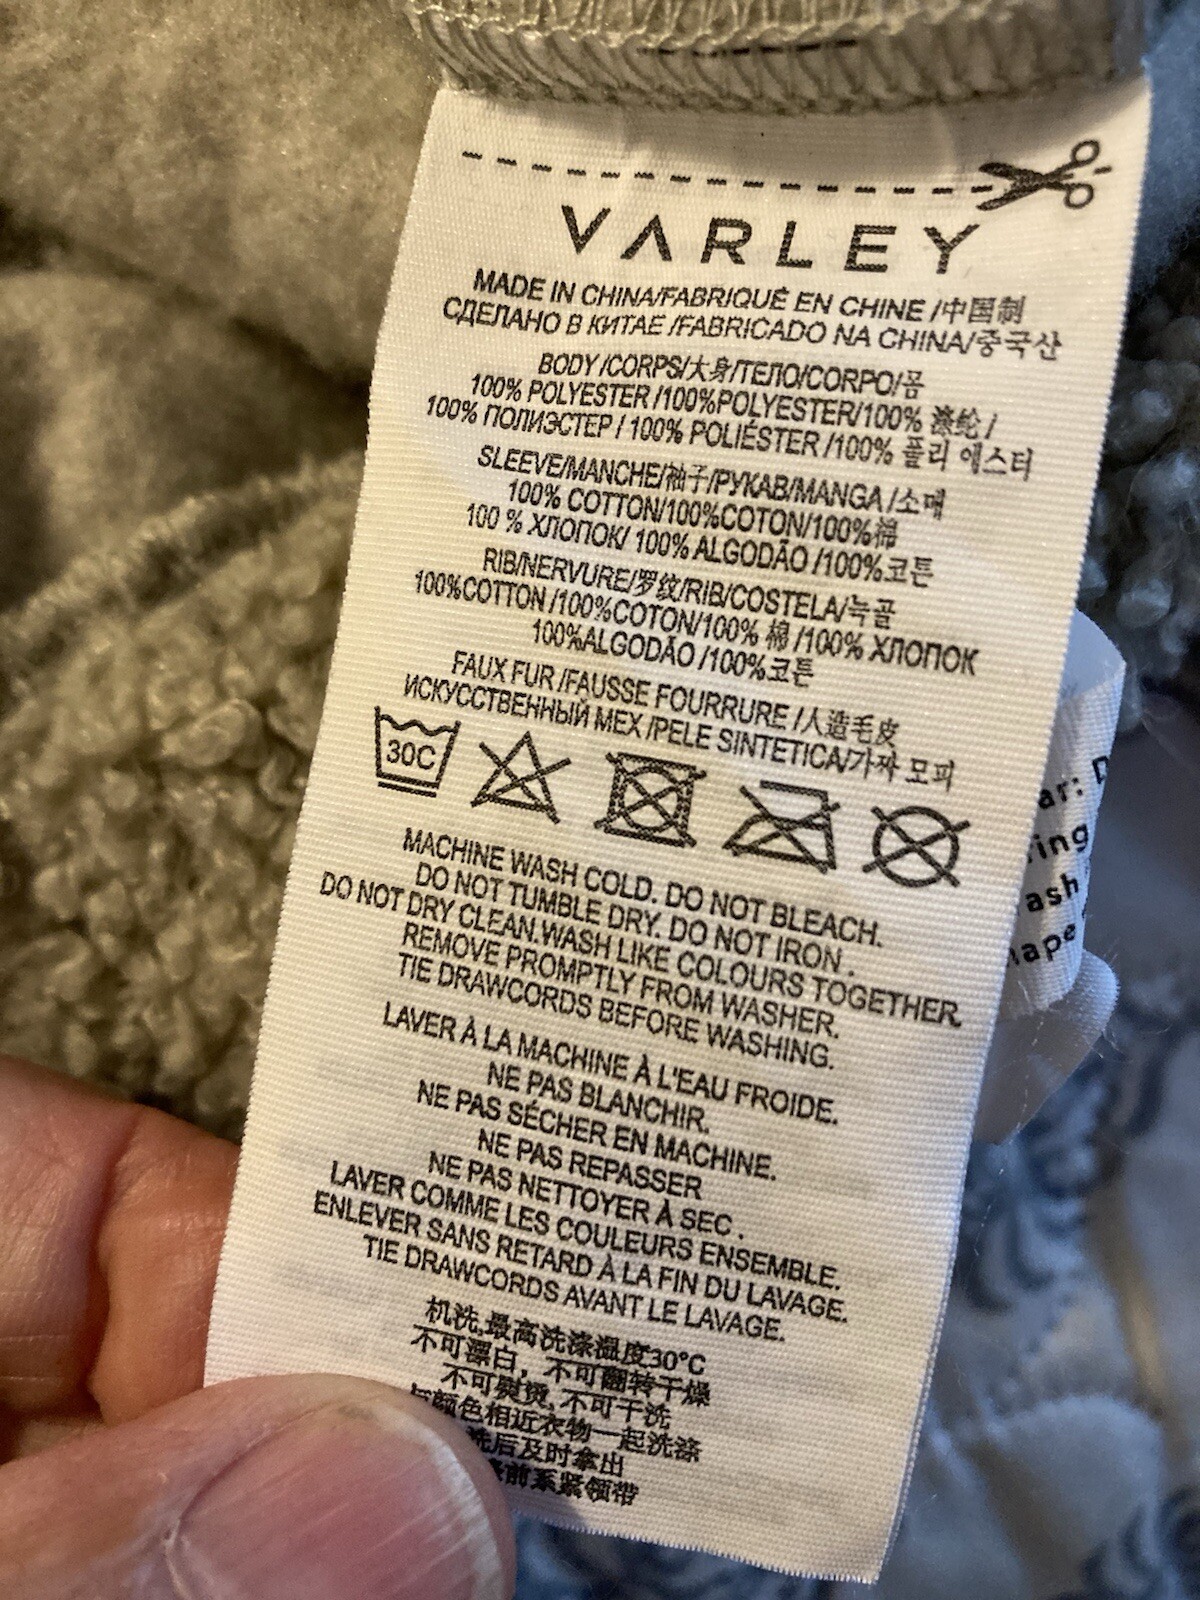 VARLEY
MADE IN CHINA/FABRIQUÉ EN CHINE /中国制
СДЕЛАНО В КИТАЕ /FABRICADO NA CHINA/중국산
BODY /CORPS/大身/ТЕЛО/CORPO/몸
100% POLYESTER /100%POLYESTER/100% 涤纶 /
100% ПОЛИЭСТЕР / 100% POLIÉSTER /100% 폴리 에스터
SLEEVE/MANCHE/袖子/РУКАВ/MANGA /소매
100% COTTON/100%COTON/100%棉
100 % ХЛОПОК/ 100% ALGODÃO /100%코튼
RIB/NERVURE/罗纹/RIB/COSTELA/늑골
100%COTTON /100%COTON/100% 棉 /100% ХЛОПОК
100%ALGODÃO /100%코튼
FAUX FUR /FAUSSE FOURRURE /人造毛皮
ИСКУССТВЕННЫЙ МЕХ /PELE SINTETICA/가짜 모피
30C
MACHINE WASH COLD. DO NOT BLEACH.
DO NOT TUMBLE DRY. DO NOT IRON .
DO NOT DRY CLEAN.WASH LIKE COLOURS TOGETHER.
REMOVE PROMPTLY FROM WASHER.
TIE DRAWCORDS BEFORE WASHING.
LAVER À LA MACHINE À L'EAU FROIDE.
NE PAS BLANCHIR.
NE PAS SÉCHER EN MACHINE.
NE PAS REPASSER
NE PAS NETTOYER À SEC .
LAVER COMME LES COULEURS ENSEMBLE.
ENLEVER SANS RETARD À LA FIN DU LAVAGE.
TIE DRAWCORDS AVANT LE LAVAGE.
机洗,最高洗涤温度30°C
不可漂白，不可翻转干燥
不可熨烫,不可干洗
与颜色相近衣物一起洗涤
洗后及时拿出
前系紧领带
ar:
ing
ash
hape